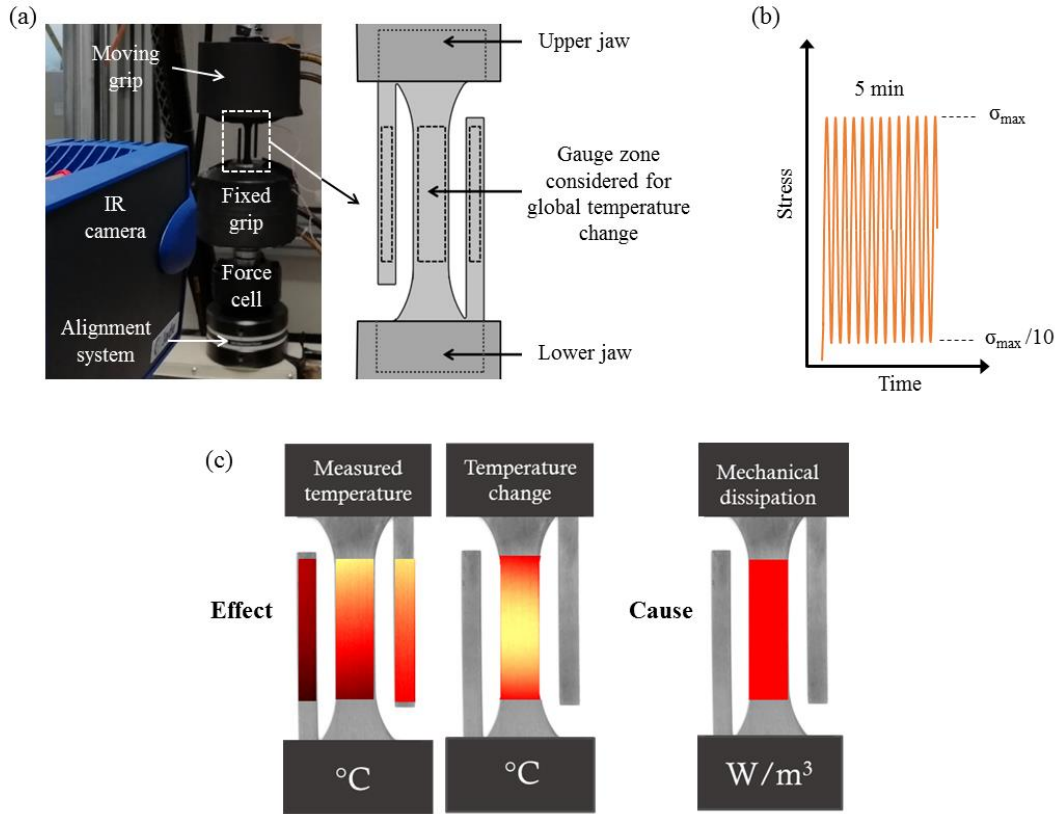 (a)
Moving
grip
IR
camera
Fixed
grip
Force
cell
Alignment
system
Upper jaw
Gauge zone
considered for
global temperature
change
Lower jaw
(b)
5 min
σmax
Stress
σmax /10
Time
(c)
Measured
temperature
Temperature
change
Mechanical
dissipation
Effect
Cause
°C
°C
W/m³